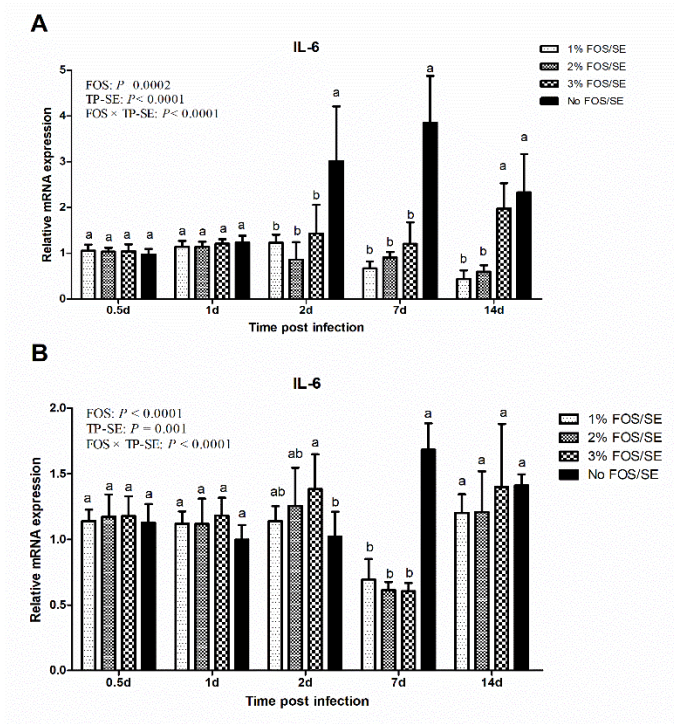 A
IL-6
1% FOS/SE
2% FOS/SE
3% FOS/SE
No FOS/SE
FOS: P 0.0002
TP-SE: P < 0.0001
FOS × TP-SE: P < 0.0001
Relative mRNA expression
5
4
3
2
1
0
a a a a
a a a a
b b b a
b b b a
b b a a
0.5d 1d 2d 7d 14d
Time post infection
B
IL-6
1% FOS/SE
2% FOS/SE
3% FOS/SE
No FOS/SE
FOS: P < 0.0001
TP-SE: P = 0.001
FOS × TP-SE: P < 0.0001
Relative mRNA expression
2.0
1.5
1.0
0.5
0.0
a a a a
a a a a
ab ab a b
b b b a
a a a a
0.5d 1d 2d 7d 14d
Time post infection